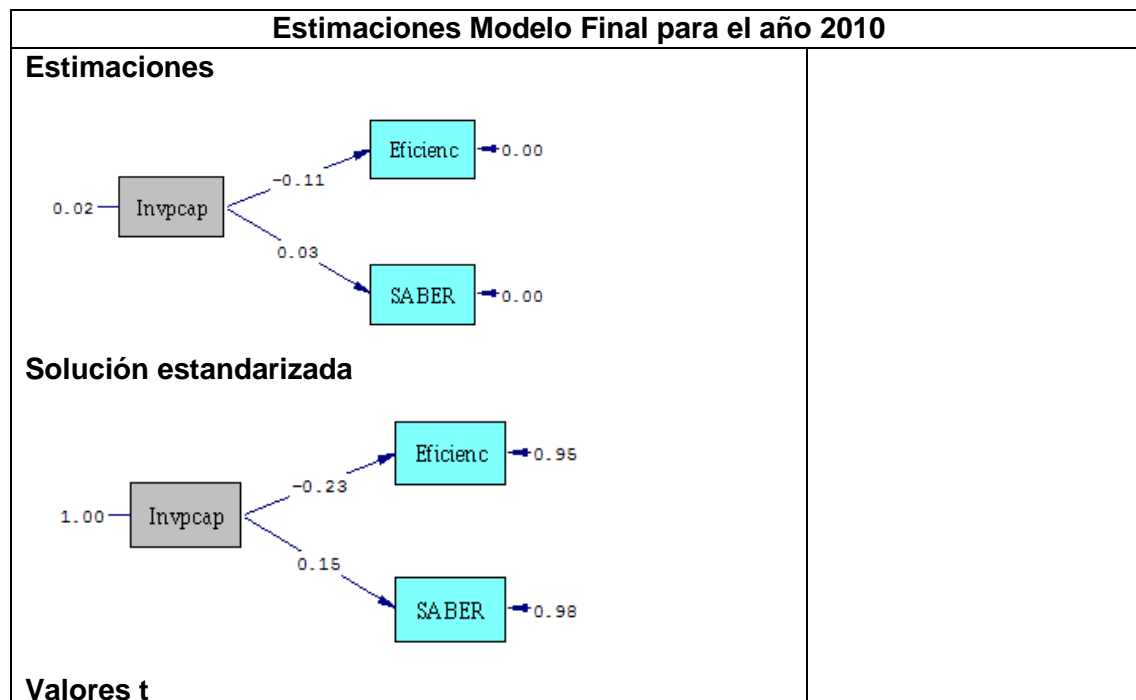 Estimaciones Modelo Final para el año 2010
Estimaciones
Eficienc
0.00
-0.11
0.02
Invpcap
0.03
SABER
0.00
Solución estandarizada
Eficienc
0.95
-0.23
1.00
Invpcap
0.15
SABER
0.98
Valores t